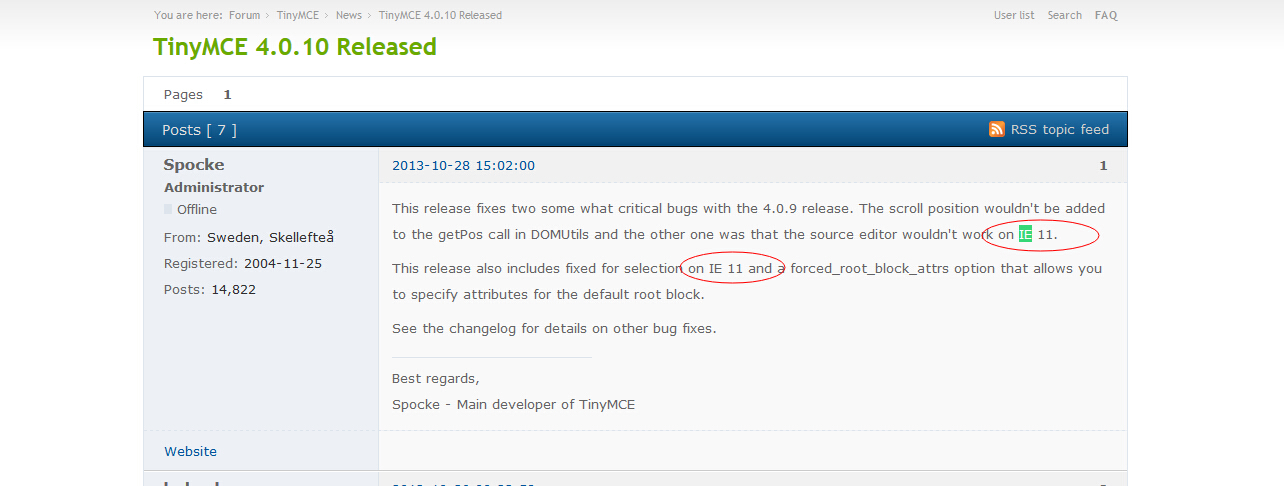 You are here: Forum › TinyMCE › News › TinyMCE 4.0.10 Released
User list Search FAQ
TinyMCE 4.0.10 Released
Pages 1
Posts [ 7 ]
RSS topic feed
Spocke
Administrator
Offline
From: Sweden, Skellefteå
Registered: 2004-11-25
Posts: 14,822
2013-10-28 15:02:00 1
This release fixes two some what critical bugs with the 4.0.9 release. The scroll position wouldn't be added
to the getPos call in DOMUtils and the other one was that the source editor wouldn't work on IE 11.
This release also includes fixed for selection on IE 11 and a forced_root_block_attrs option that allows you
to specify attributes for the default root block.
See the changelog for details on other bug fixes.
Best regards,
Spocke - Main developer of TinyMCE
Website